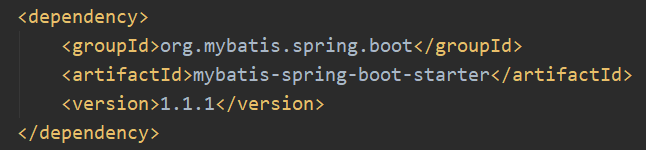 <dependency>
<groupId>org.mybatis.spring.boot</groupId>
<artifactId>mybatis-spring-boot-starter</artifactId>
<version>1.1.1</version>
</dependency>